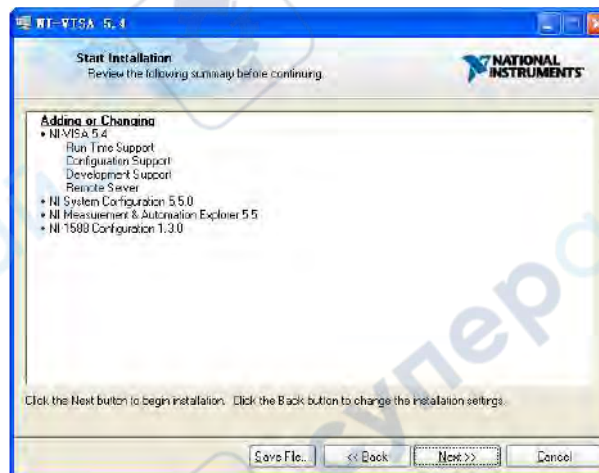 NI-VISA 5.4
Start Installation
Review the following summary before continuing.
NATIONAL
INSTRUMENTS
Adding or Changing
• NI-VISA 5.4
Run Time Support
Configuration Support
Development Support
Remote Server
• NI System Configuration 5.5.0
• NI Measurement & Automation Explorer 5.5
• NI 1588 Configuration 1.3.0
Click the Next button to begin installation. Click the Back button to change the installation settings.
Save File...
<< Back
Next >>
Cancel